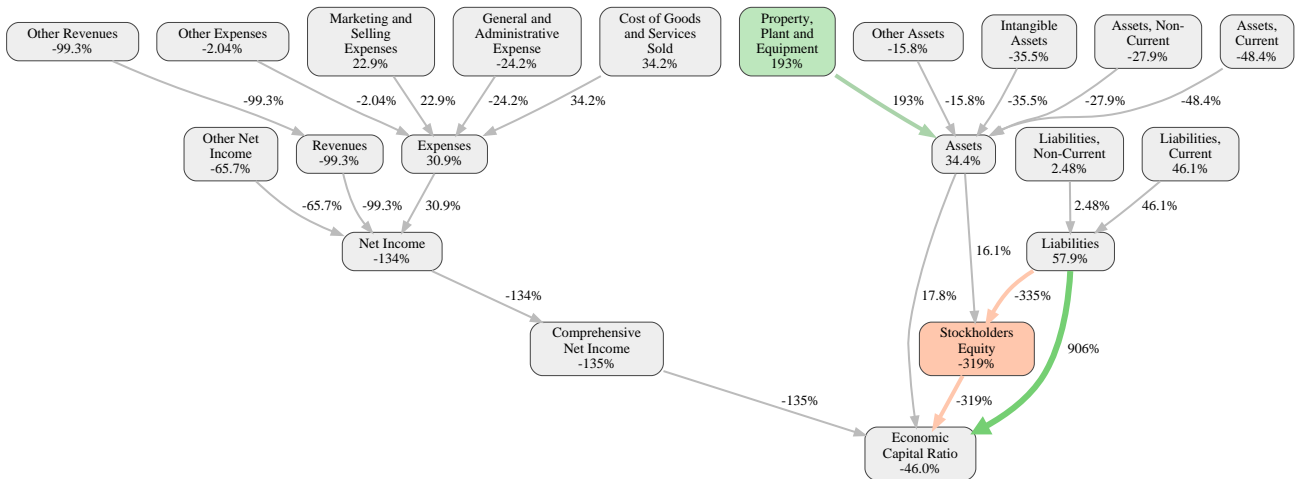 Other Revenues
-99.3%
Other Expenses
-2.04%
Marketing and
Selling
Expenses
22.9%
General and
Administrative
Expense
-24.2%
Cost of Goods
and Services
Sold
34.2%
Property,
Plant and
Equipment
193%
Other Assets
-15.8%
Intangible
Assets
-35.5%
Assets, Non-
Current
-27.9%
Assets,
Current
-48.4%
-99.3%
-2.04%
22.9%
-24.2%
34.2%
193%
-15.8%
-35.5%
-27.9%
-48.4%
Other Net
Income
-65.7%
Revenues
-99.3%
Expenses
30.9%
Assets
34.4%
Liabilities,
Non-Current
2.48%
Liabilities,
Current
46.1%
-65.7%
-99.3%
30.9%
2.48%
46.1%
Net Income
-134%
16.1%
Liabilities
57.9%
-134%
17.8%
-335%
Comprehensive
Net Income
-135%
Stockholders
Equity
-319%
906%
-135%
-319%
Economic
Capital Ratio
-46.0%